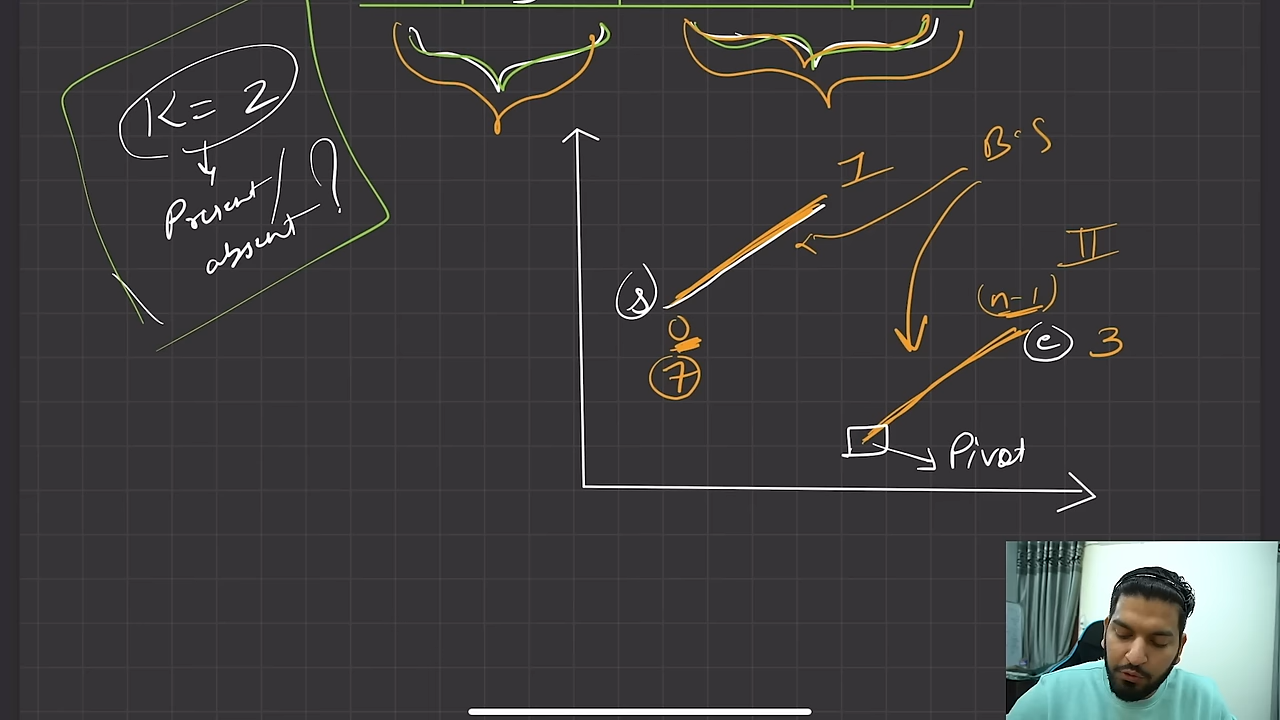 K = 2
Present/
absent ?
B.S
I
II
(n-1)
s
0
e 3
7
Pivot